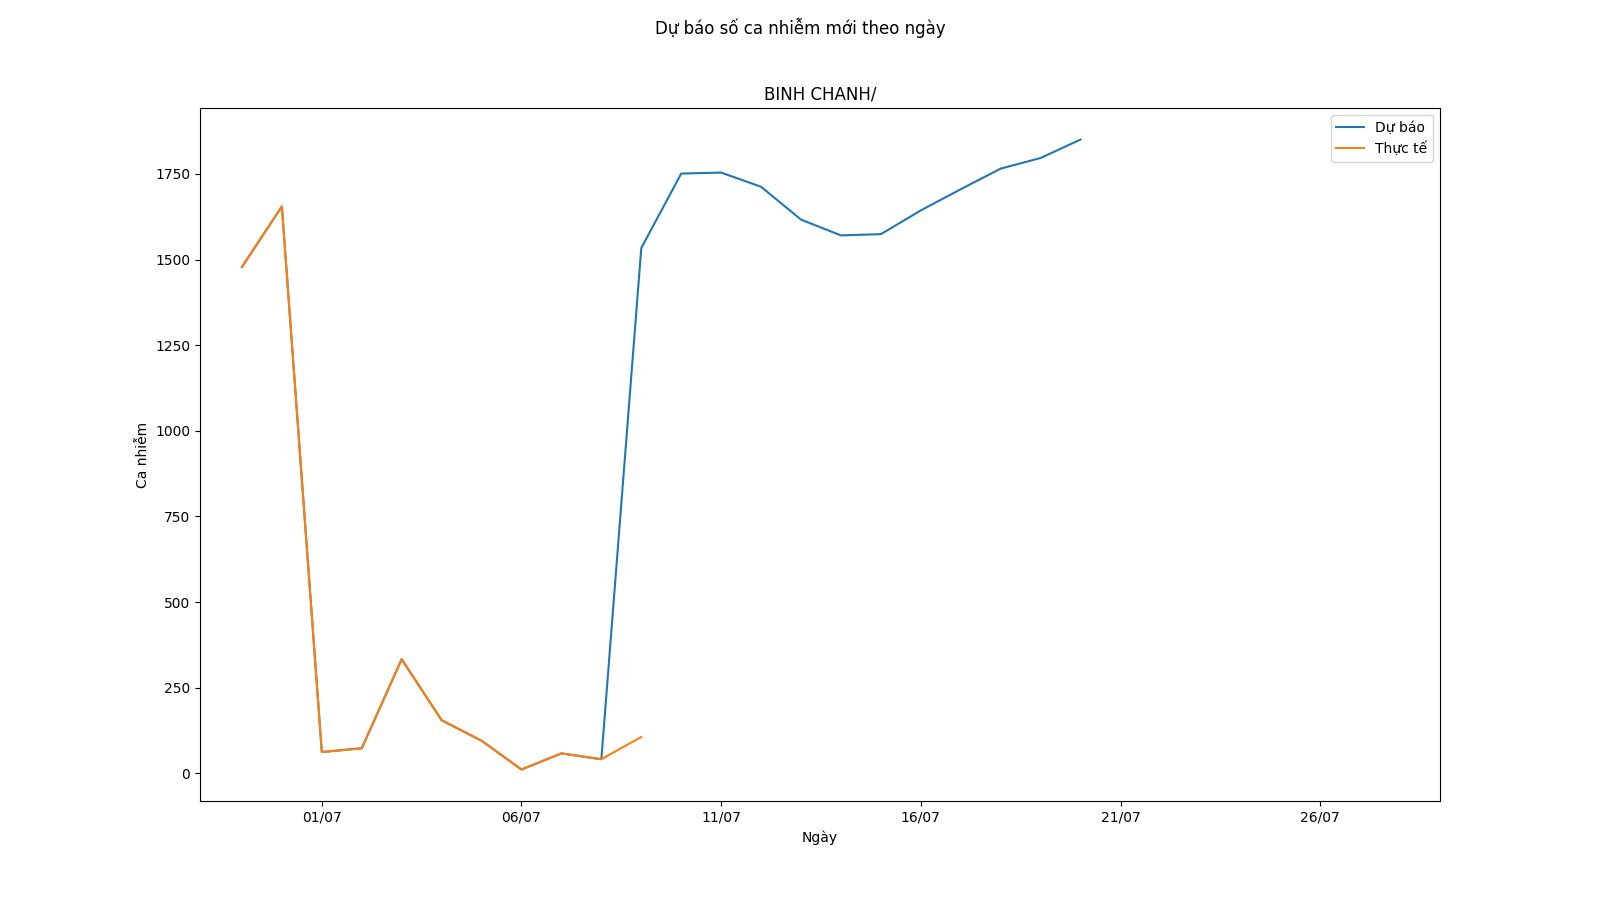 Dự báo số ca nhiễm mới theo ngày
BINH CHANH/
Dự báo
Thực tế
1750
1500
1250
1000
750
500
250
0
Ca nhiễm
01/07
06/07
11/07
16/07
21/07
26/07
Ngày